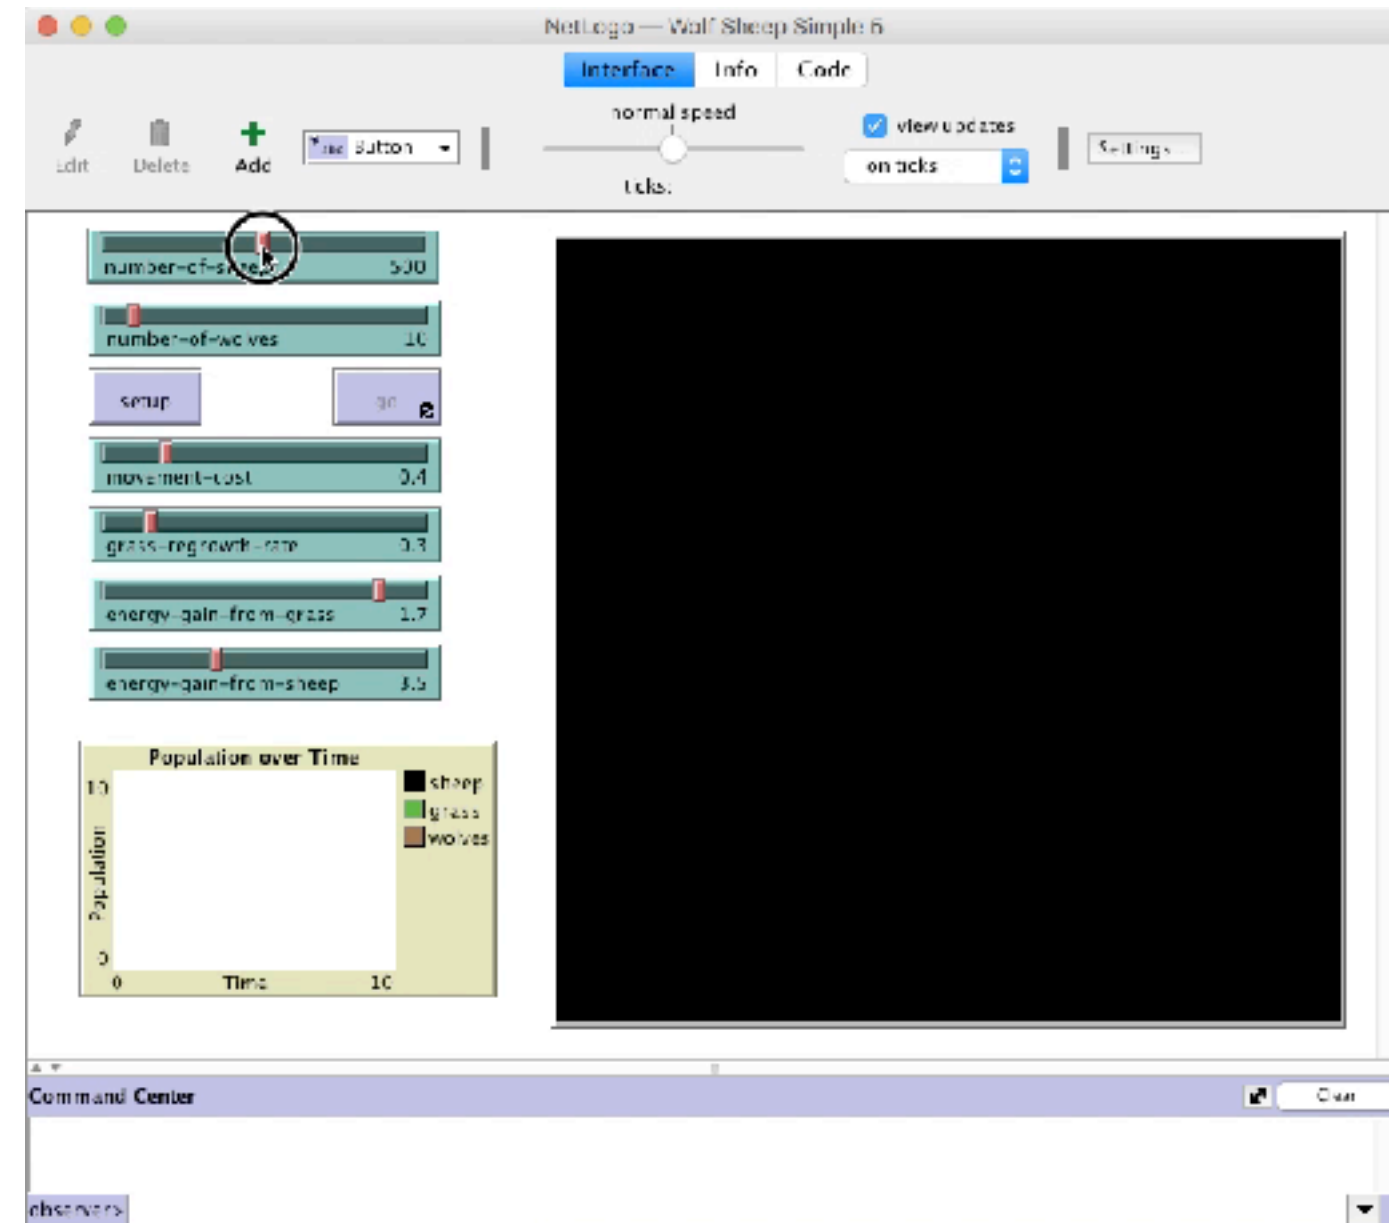 NetLogo — Wolf Sheep Simple 6
Interface Info Code
normal speed
Edit Delete Add Button view updates
on ticks Settings...
ticks:
number-of-sheep 500
number-of-wolves 10
setup go
movement-cost 0.4
grass-regrowth-rate 0.3
energy-gain-from-grass 1.7
energy-gain-from-sheep 3.5
Population over Time
10
Population
0
0 Time 10
sheep
grass
wolves
Command Center Clear
observer>